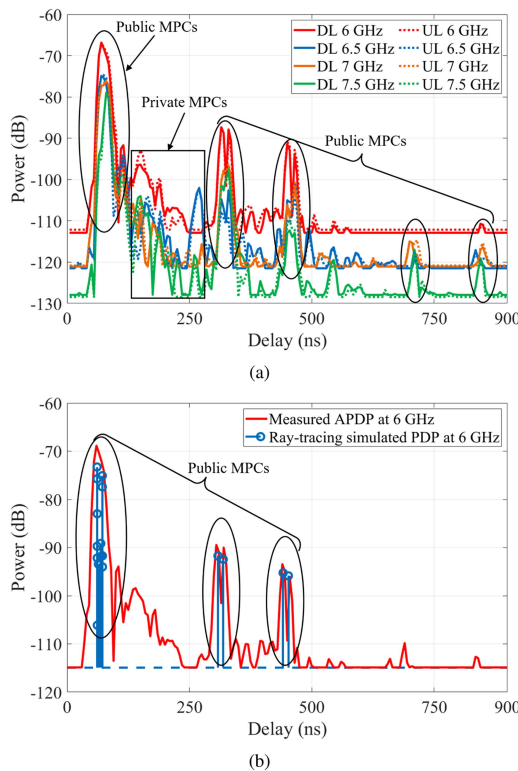 -60
-70
-80
-90
-100
-110
-120
-130
Power (dB)
Public MPCs
Private MPCs
Public MPCs
DL 6 GHz
UL 6 GHz
DL 6.5 GHz
UL 6.5 GHz
DL 7 GHz
UL 7 GHz
DL 7.5 GHz
UL 7.5 GHz
0 250 500 750 900
Delay (ns)
(a)
-60
-70
-80
-90
-100
-110
-120
Power (dB)
Measured APDP at 6 GHz
Ray-tracing simulated PDP at 6 GHz
Public MPCs
0 250 500 750 900
Delay (ns)
(b)